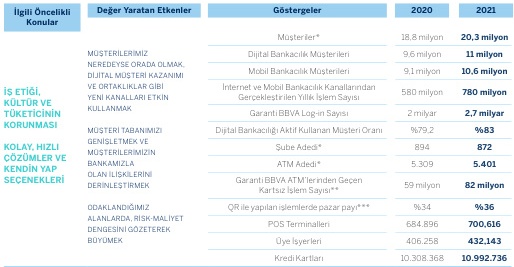 İlgili Öncelikli
Konular
Değer Yaratan Etkenler
Göstergeler
2020
2021
İŞ ETİĞİ,
KÜLTÜR VE
TÜKETİCİNİN
KORUNMASI
KOLAY, HIZLI
ÇÖZÜMLER VE
KENDİN YAP
SEÇENEKLERİ
MÜŞTERİLERİMİZ
NEREDEYSE ORADA OLMAK,
DİJİTAL MÜŞTERİ KAZANIMI
VE ORTAKLIKLAR GİBİ
YENİ KANALLARI ETKİN
KULLANMAK
MÜŞTERİ TABANIMIZI
GENİŞLETMEK VE
MÜŞTERİLERİMİZİN
BANKAMIZLA
OLAN İLİŞKİLERİNİ
DERİNLEŞTİRMEK
ODAKLANDIĞIMIZ
ALANLARDA, RİSK-MALİYET
DENGESİNİ GÖZETEREK
BÜYÜMEK
Müşteriler* 18,8 milyon 20,3 milyon
Dijital Bankacılık Müşterileri 9,6 milyon 11 milyon
Mobil Bankacılık Müşterileri 9,1 milyon 10,6 milyon
İnternet ve Mobil Bankacılık Kanallarından
Gerçekleştirilen Yıllık İşlem Sayısı 580 milyon 780 milyon
Garanti BBVA Log-in Sayısı 2 milyar 2,7 milyar
Dijital Bankacılığı Aktif Kullanan Müşteri Oranı %79,2 %83
Şube Adedi* 894 872
ATM Adedi* 5.309 5.401
Garanti BBVA ATM'lerinden Geçen
Kartsız İşlem Sayısı** 59 milyon 82 milyon
QR ile yapılan işlemlerde pazar payı*** %34 %36
POS Terminalleri 684.896 700,616
Üye İşyerleri 406.258 432,143
Kredi Kartları 10.308.368 10.992.736